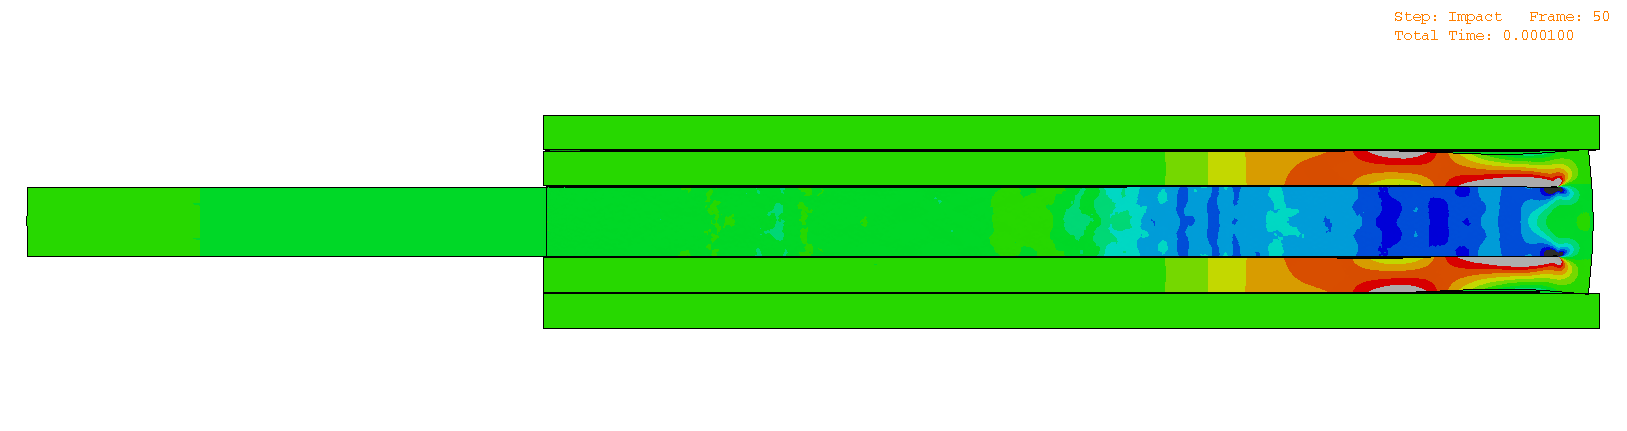 Step: Impact   Frame: 50
Total Time: 0.000100